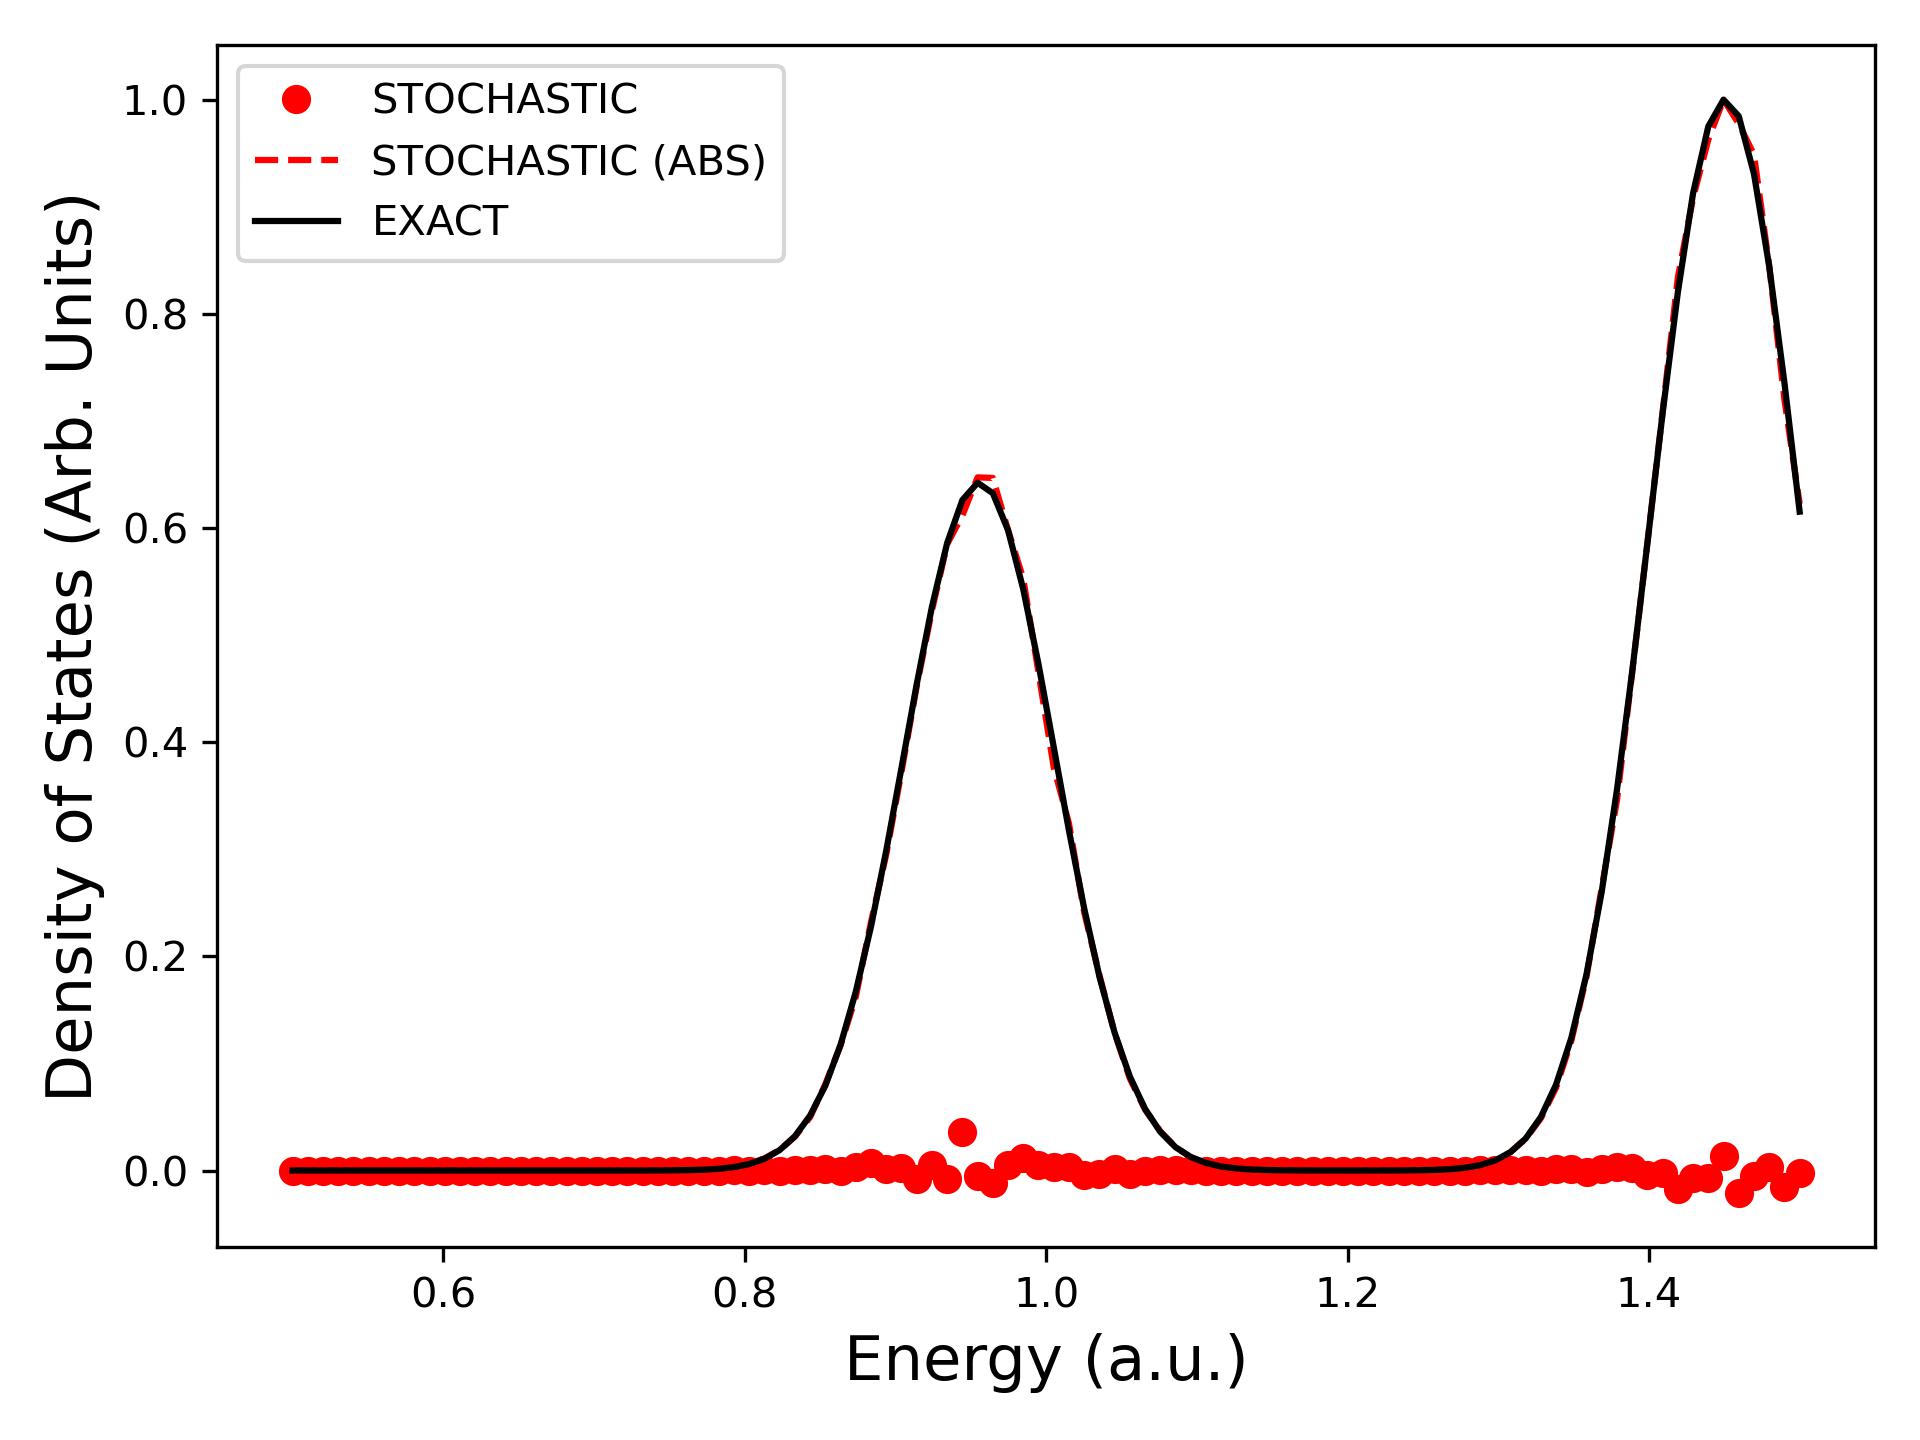 STOCHASTIC
STOCHASTIC (ABS)
EXACT
Density of States (Arb. Units)
1.0
0.8
0.6
0.4
0.2
0.0
0.6 0.8 1.0 1.2 1.4
Energy (a.u.)